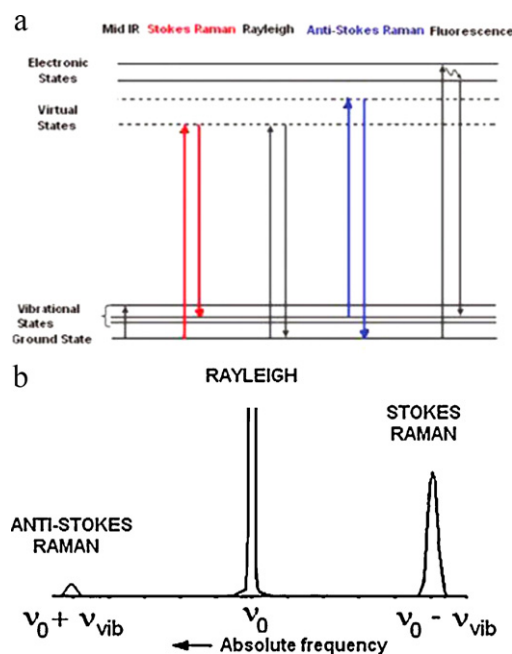 a
Mid IR Stokes Raman Rayleigh Anti-Stokes Raman Fluorescence
Electronic
States
Virtual
States
Vibrational
States
Ground State
b
RAYLEIGH
STOKES
RAMAN
ANTI-STOKES
RAMAN
ν0 + νvib
ν0
ν0 - νvib
Absolute frequency